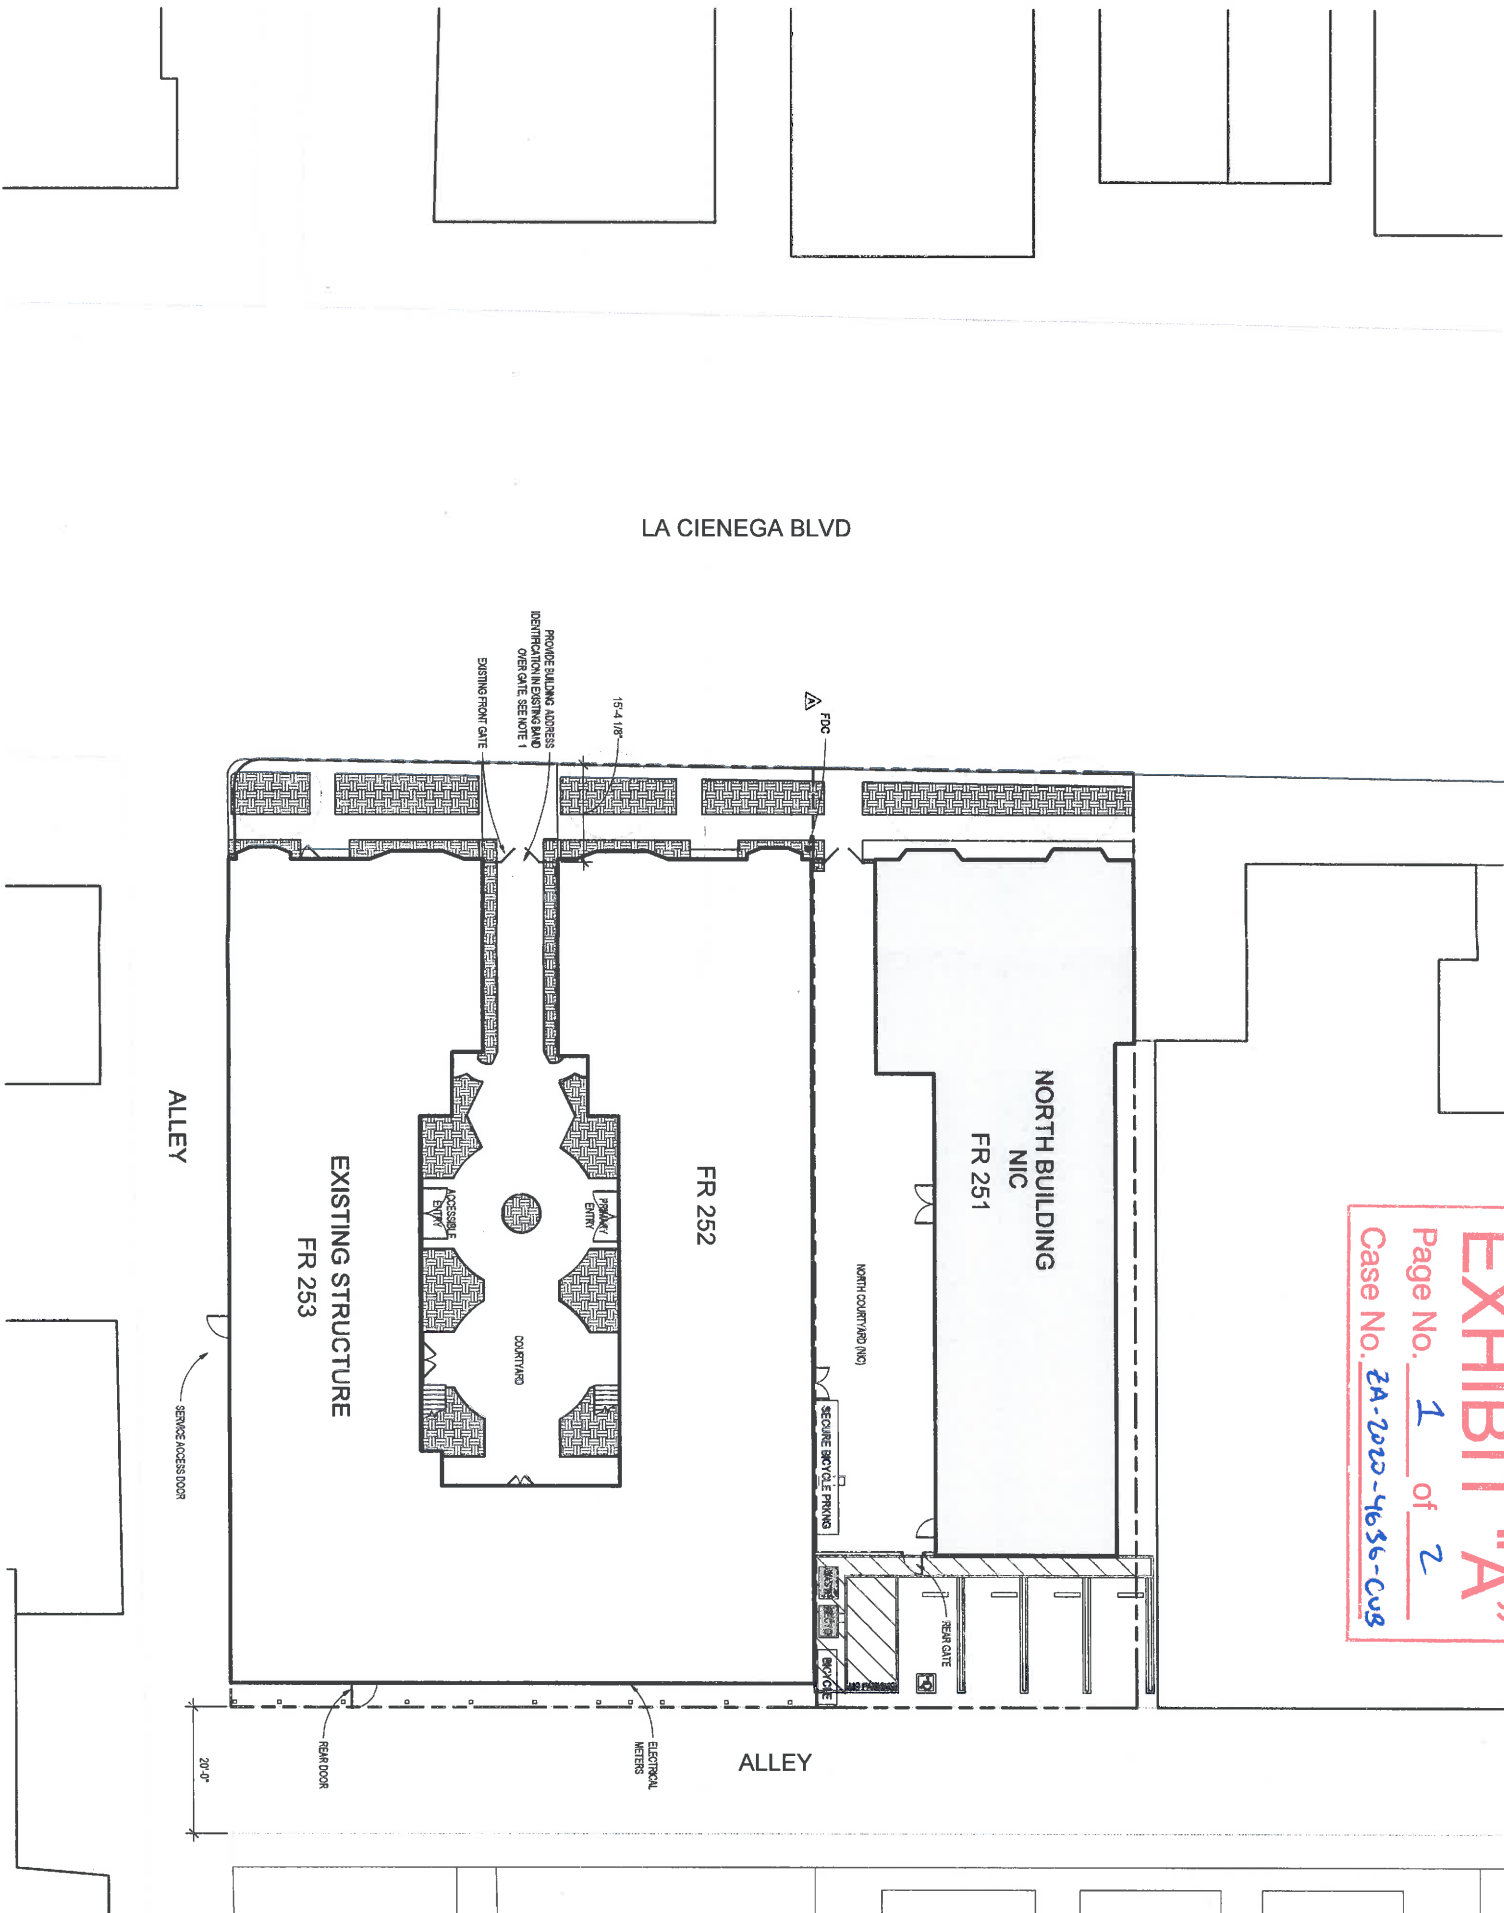 LA CIENEGA BLVD
PROVIDE BUILDING ADDRESS
IDENTIFICATION IN EXISTING BAND
OVER GATE, SEE NOTE 1
EXISTING FRONT GATE
15'-4 1/8"
A
FDC
EXHIBIT "A"
Page No. 1 of 2
Case No. ZA-2020-4636-CUB
NORTH BUILDING
NIC
FR 251
NORTH COURTYARD (NIC)
SECURE BICYCLE PRKNG
FR 252
PRIMARY
ENTRY
ACCESSIBLE
ENTRY
COURTYARD
EXISTING STRUCTURE
FR 253
ALLEY
SERVICE ACCESS DOOR
REAR GATE
BICYCLE
ELECTRICAL
METERS
REAR DOOR
20'-0"
ALLEY